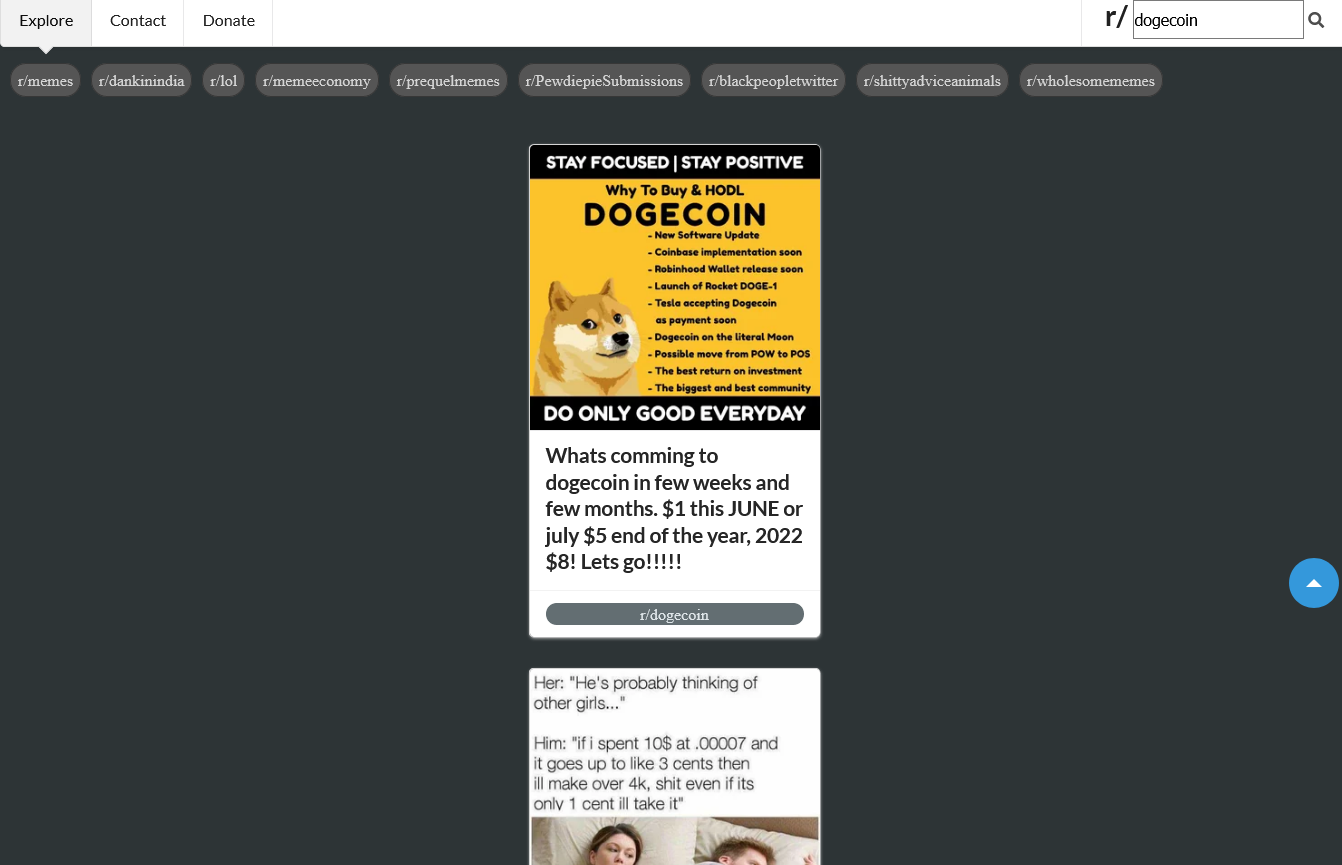 Explore
Contact
Donate
r/
dogecoin
r/memes
r/dankinindia
r/lol
r/memeeconomy
r/prequelmemes
r/PewdiepieSubmissions
r/blackpeopletwitter
r/shittyadviceanimals
r/wholesomememes
STAY FOCUSED | STAY POSITIVE
Why To Buy & HODL
DOGECOIN
- New Software Update
- Coinbase implementation soon
- Robinhood Wallet release soon
- Launch of Rocket DOGE-1
- Tesla accepting Dogecoin
as payment soon
- Dogecoin on the literal Moon
- Possible move from POW to POS
- The best return on investment
- The biggest and best community
DO ONLY GOOD EVERYDAY
Whats comming to
dogecoin in few weeks and
few months. $1 this JUNE or
july $5 end of the year, 2022
$8! Lets go!!!!!
r/dogecoin
Her: "He's probably thinking of
other girls..."
Him: "if i spent 10$ at .00007 and
it goes up to like 3 cents then
ill make over 4k, shit even if its
only 1 cent ill take it"